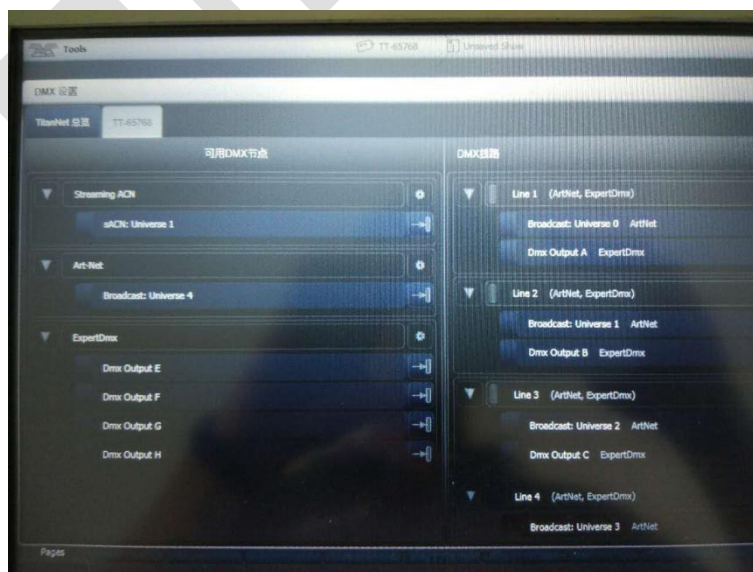 Tools
TT-65768
Unsaved Show
DMX 设置
TitanNet 总览
TT-65768
可用DMX节点
DMX线路
Streaming ACN
sACN: Universe 1
Art-Net
Broadcast: Universe 4
ExpertDmx
Dmx Output E
Dmx Output F
Dmx Output G
Dmx Output H
Line 1 (ArtNet, ExpertDmx)
Broadcast: Universe 0 ArtNet
Dmx Output A ExpertDmx
Line 2 (ArtNet, ExpertDmx)
Broadcast: Universe 1 ArtNet
Dmx Output B ExpertDmx
Line 3 (ArtNet, ExpertDmx)
Broadcast: Universe 2 ArtNet
Dmx Output C ExpertDmx
Line 4 (ArtNet, ExpertDmx)
Broadcast: Universe 3 ArtNet
Pages